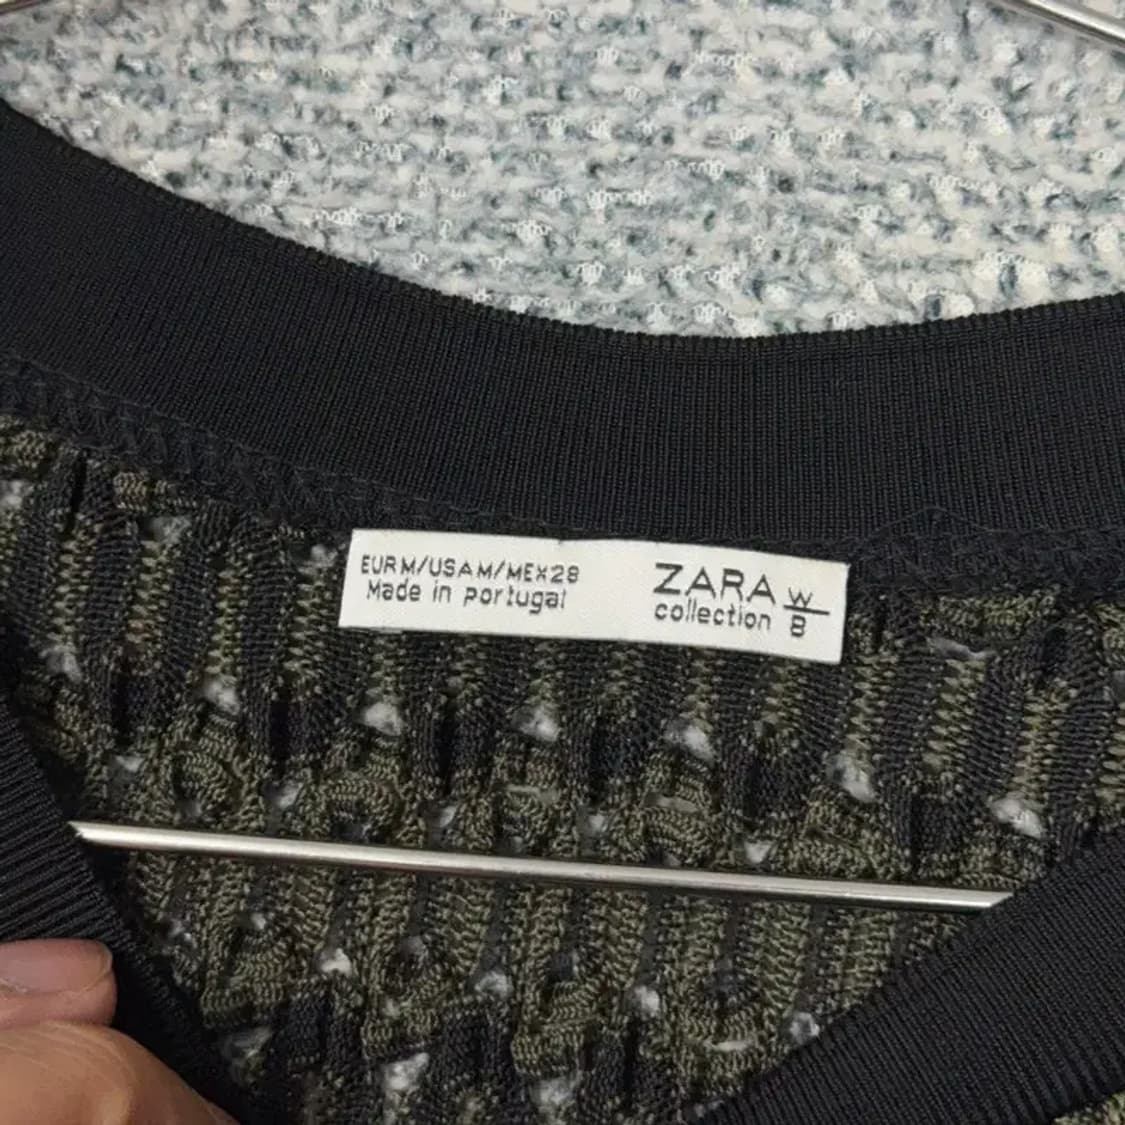 EUR M/USA M/MEX 28
Made in portugal
ZARA
collection
W
B